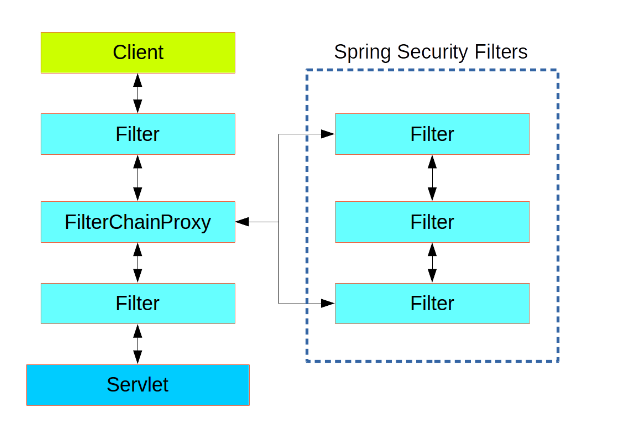 Client
Filter
FilterChainProxy
Filter
Servlet
Spring Security Filters
Filter
Filter
Filter